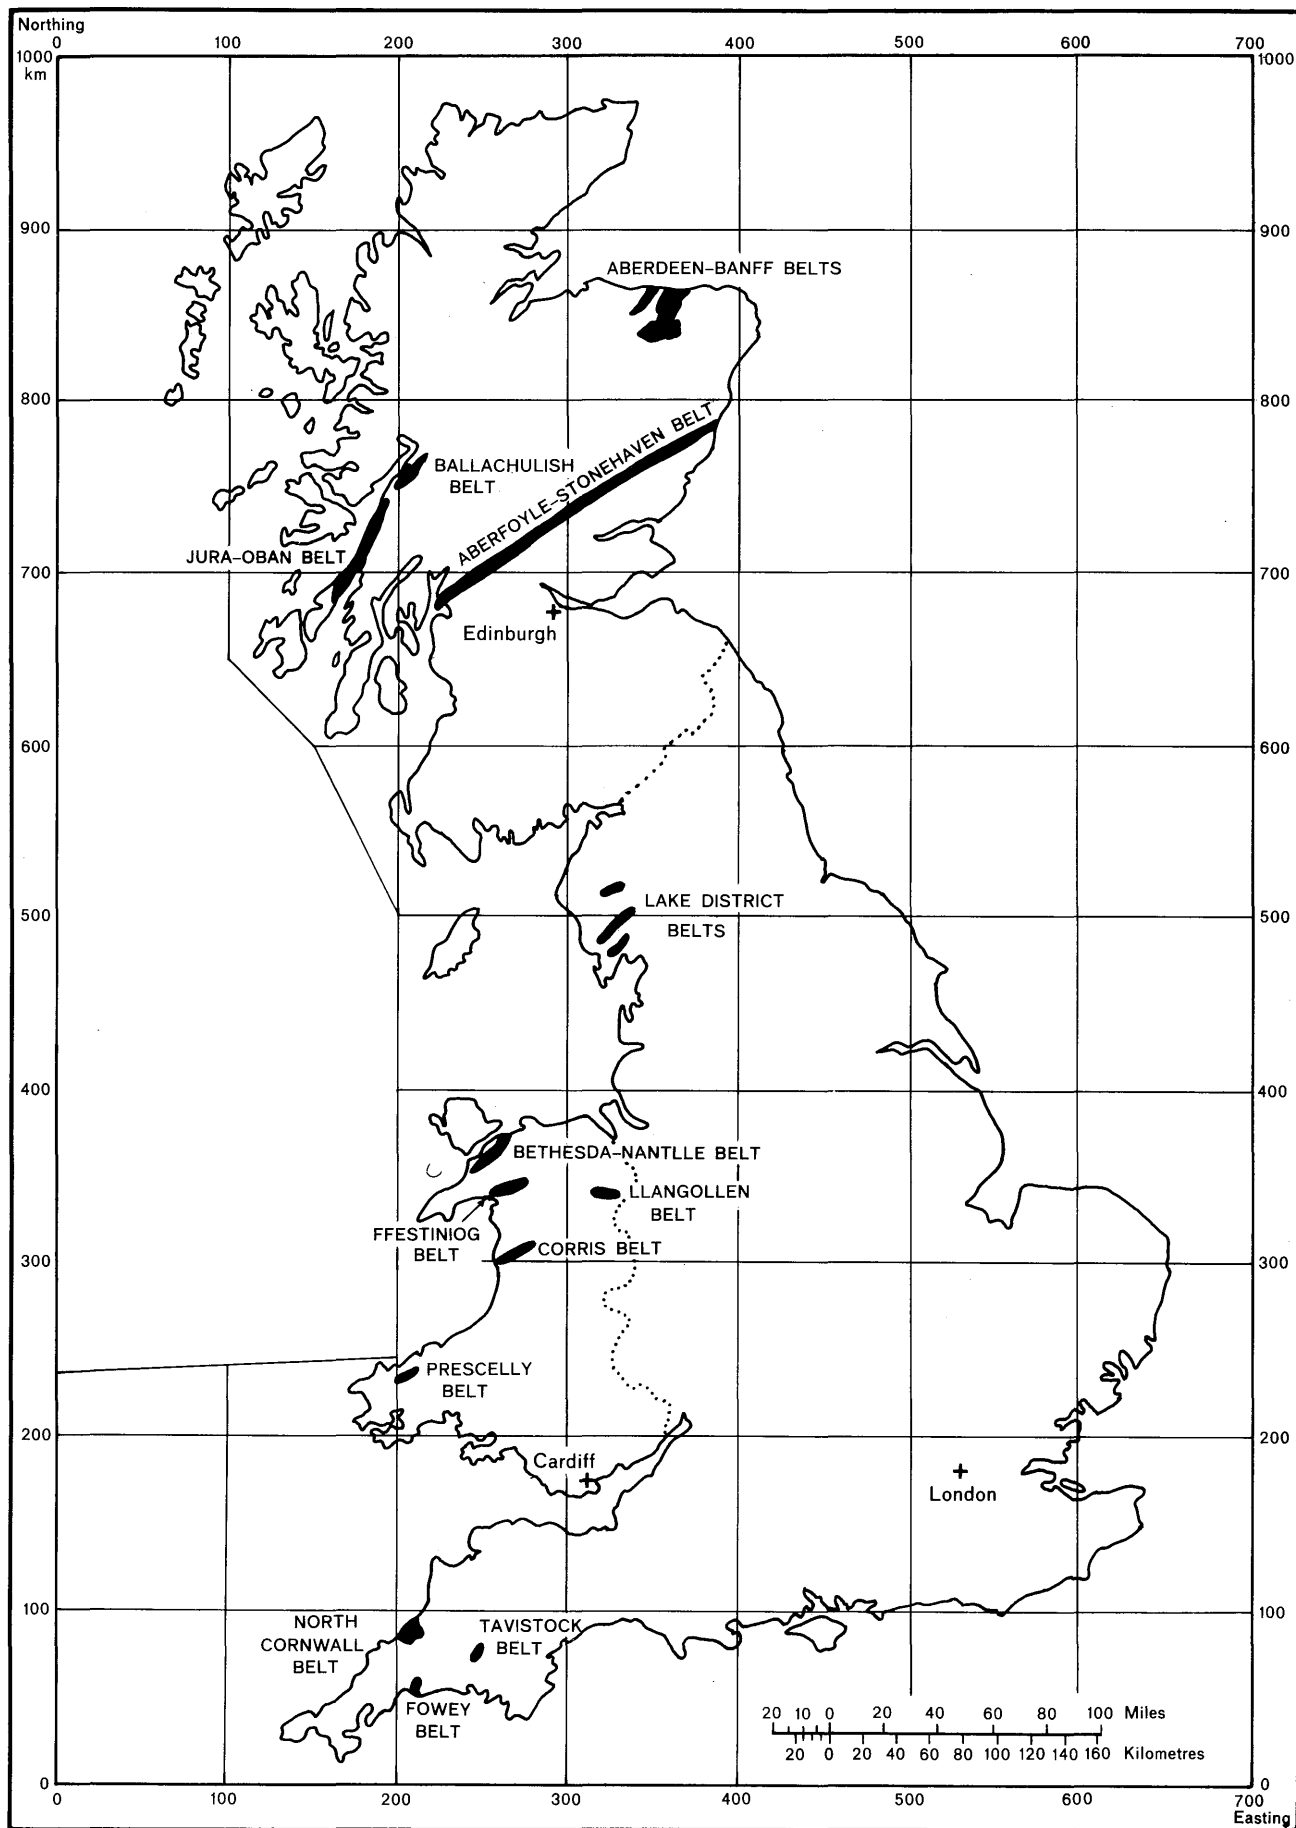 Northing
0 100 200 300 400 500 600 700
1000 1000
km
900 900
ABERDEEN-BANFF BELTS
800 800
ABERFOYLE-STONEHAVEN BELT
BALLACHULISH
BELT
JURA-OBAN BELT
700 700
Edinburgh
600 600
LAKE DISTRICT
BELTS
500 500
400 400
BETHESDA-NANTLLE BELT
LLANGOLLEN
BELT
FFESTINIOG
BELT
CORRIS BELT
300 300
PRESCELLY
BELT
200 200
Cardiff
London
100 100
NORTH
CORNWALL
BELT
TAVISTOCK
BELT
FOWEY
BELT
20 10 0 20 40 60 80 100 Miles
20 0 20 40 60 80 100 120 140 160 Kilometres
0 0
0 100 200 300 400 500 600 700
Easting